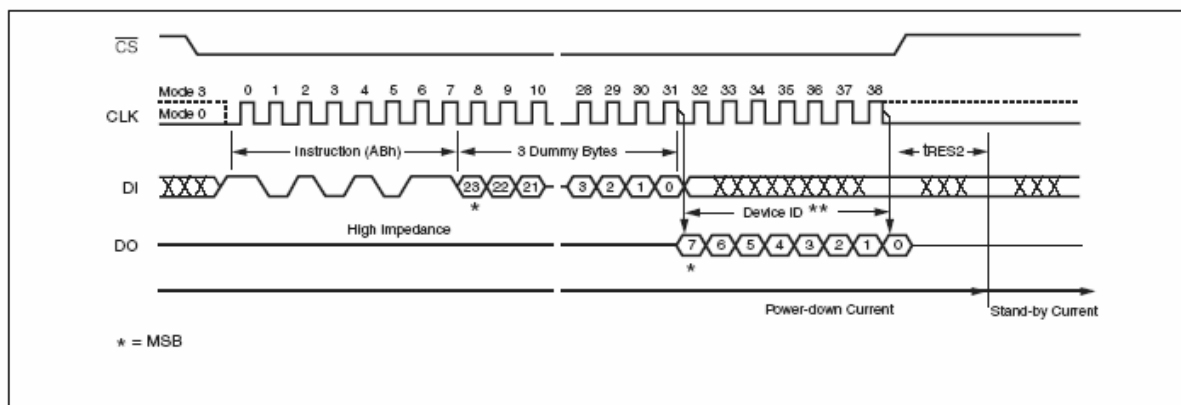 CS
Mode 3 0 1 2 3 4 5 6 7 8 9 10 28 29 30 31 32 33 34 35 36 37 38
CLK Mode 0
Instruction (ABh) 3 Dummy Bytes tRES2
DI XXX 23 22 21 3 2 1 0 XXXXXXXX XXX XXX
* Device ID **
High Impedance
DO 7 6 5 4 3 2 1 0
*
Power-down Current Stand-by Current
* = MSB